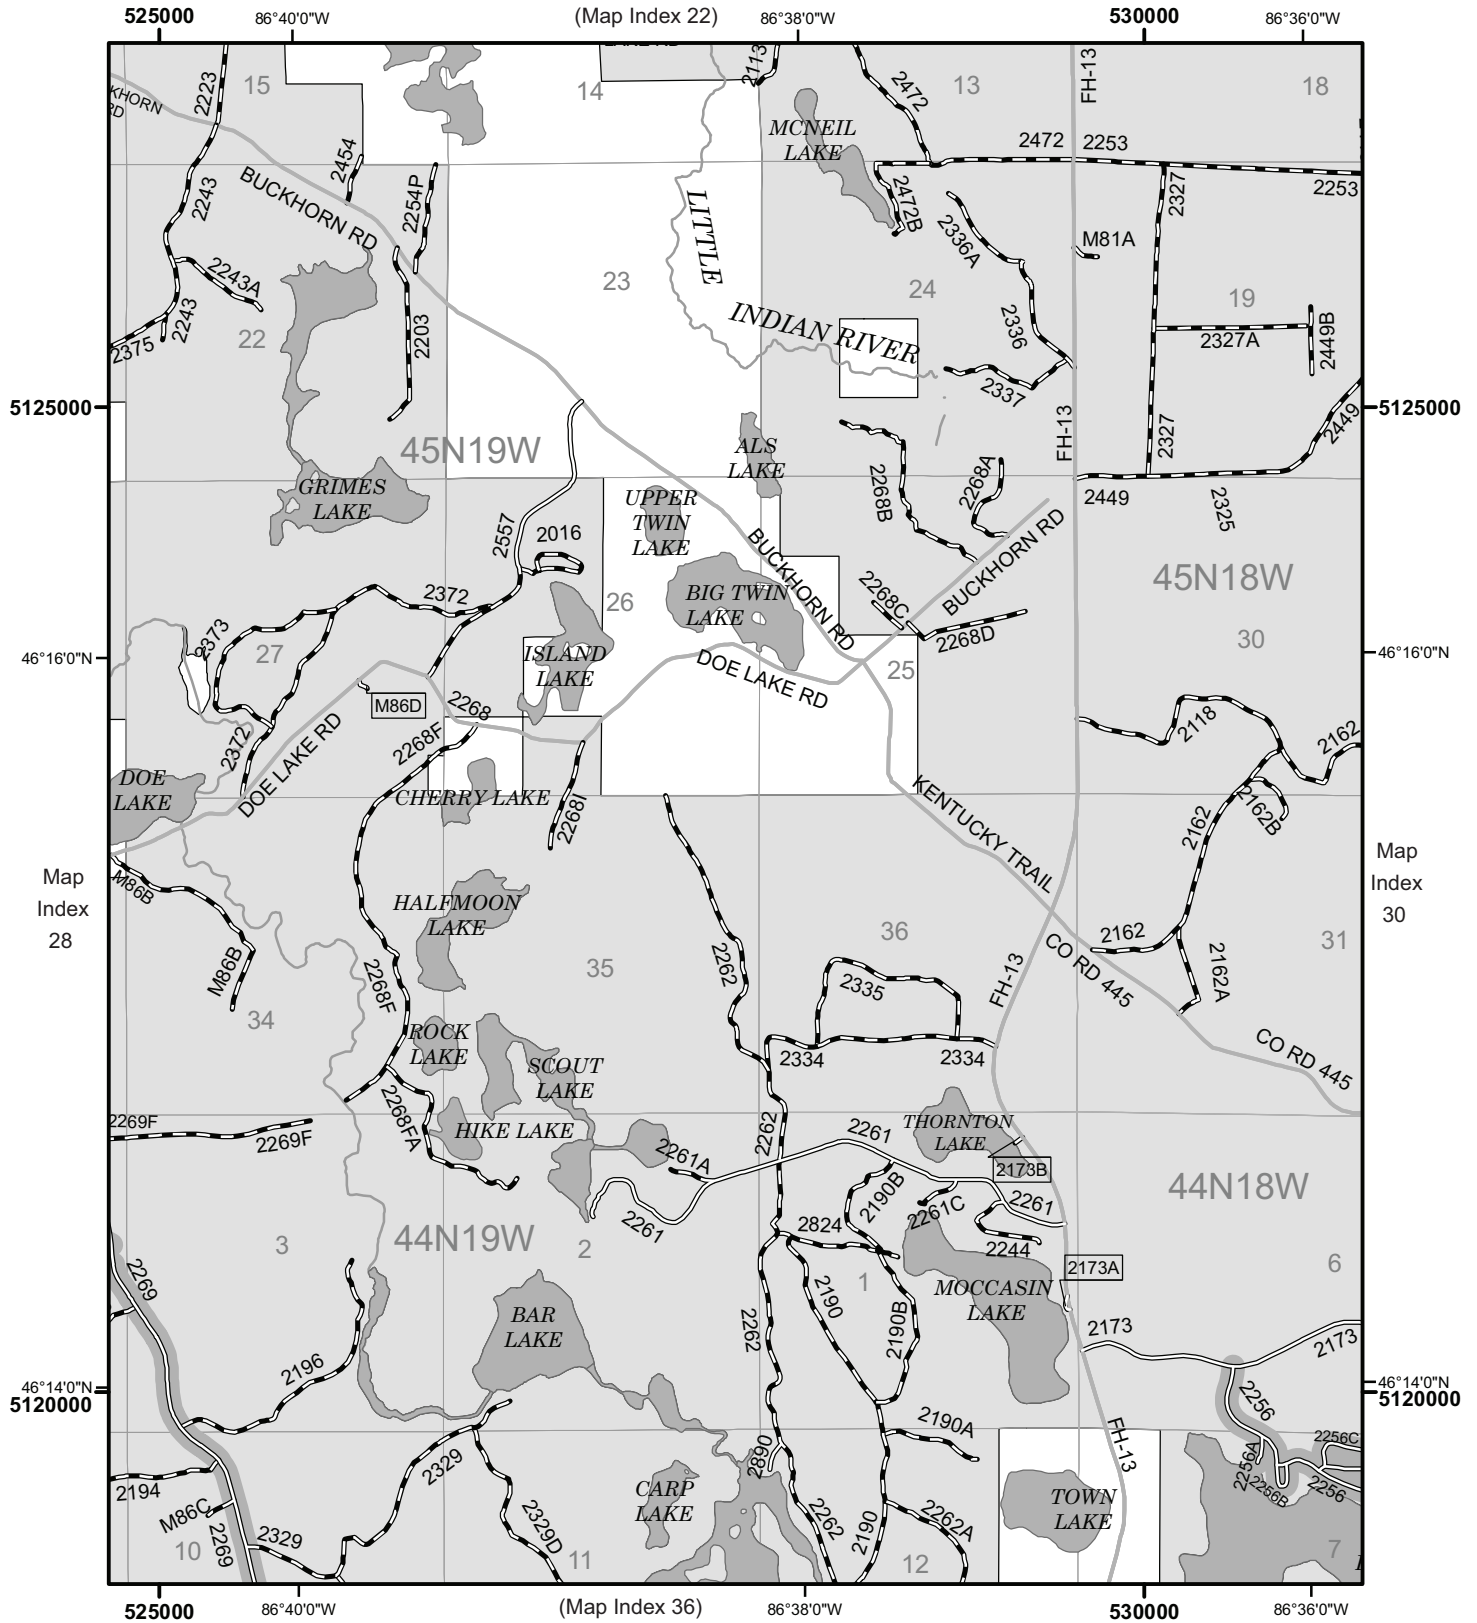 525000
86°40'0"W
(Map Index 22)
86°38'0"W
530000
86°36'0"W
KHORN
RD
2223
15
14
2113
2472
13
FH-13
18
MCNEIL
LAKE
2454
2472
2253
2253
BUCKHORN RD
2243
2254P
LITTLE
2472B
2327
2336A
M81A
2243A
23
24
19
INDIAN RIVER
2243
22
2203
2336
2375
2327A
2449B
2337
5125000
5125000
45N19W
ALS
LAKE
FH-13
2327
2449
GRIMES
LAKE
2268B
2268A
UPPER
TWIN
LAKE
2449
2325
2557
2016
BUCKHORN RD
BUCKHORN RD
45N18W
2372
26
BIG TWIN
LAKE
2268C
2268D
30
2373
27
46°16'0"N
46°16'0"N
ISLAND
LAKE
DOE LAKE RD
25
M86D
2268
2268F
2118
2162
2372
DOE LAKE RD
DOE
LAKE
CHERRY LAKE
2268I
KENTUCKY TRAIL
2162B
2162
Map
Index
28
Map
Index
30
M86B
HALFMOON
LAKE
36
2162
31
2262
CO RD 445
M86B
35
2268F
FH-13
2162A
2335
34
ROCK
LAKE
SCOUT
LAKE
2334
2334
CO RD 445
2268FA
2269F
2269F
HIKE LAKE
2262
2261
THORNTON
LAKE
2261A
2173B
2190B
44N18W
2261
2261C
2261
3
44N19W
2
2824
2244
2269
2173A
6
1
2190
MOCCASIN
LAKE
BAR
LAKE
2262
2190B
2173
2173
2196
46°14'0"N
46°14'0"N
5120000
5120000
2256
2190A
FH-13
2890
2256C
2256A
2329
2194
CARP
LAKE
2256B
2256
M86C
TOWN
LAKE
2329D
2262
2262A
2269
2329
2190
10
11
12
7
525000
86°40'0"W
(Map Index 36)
86°38'0"W
530000
86°36'0"W